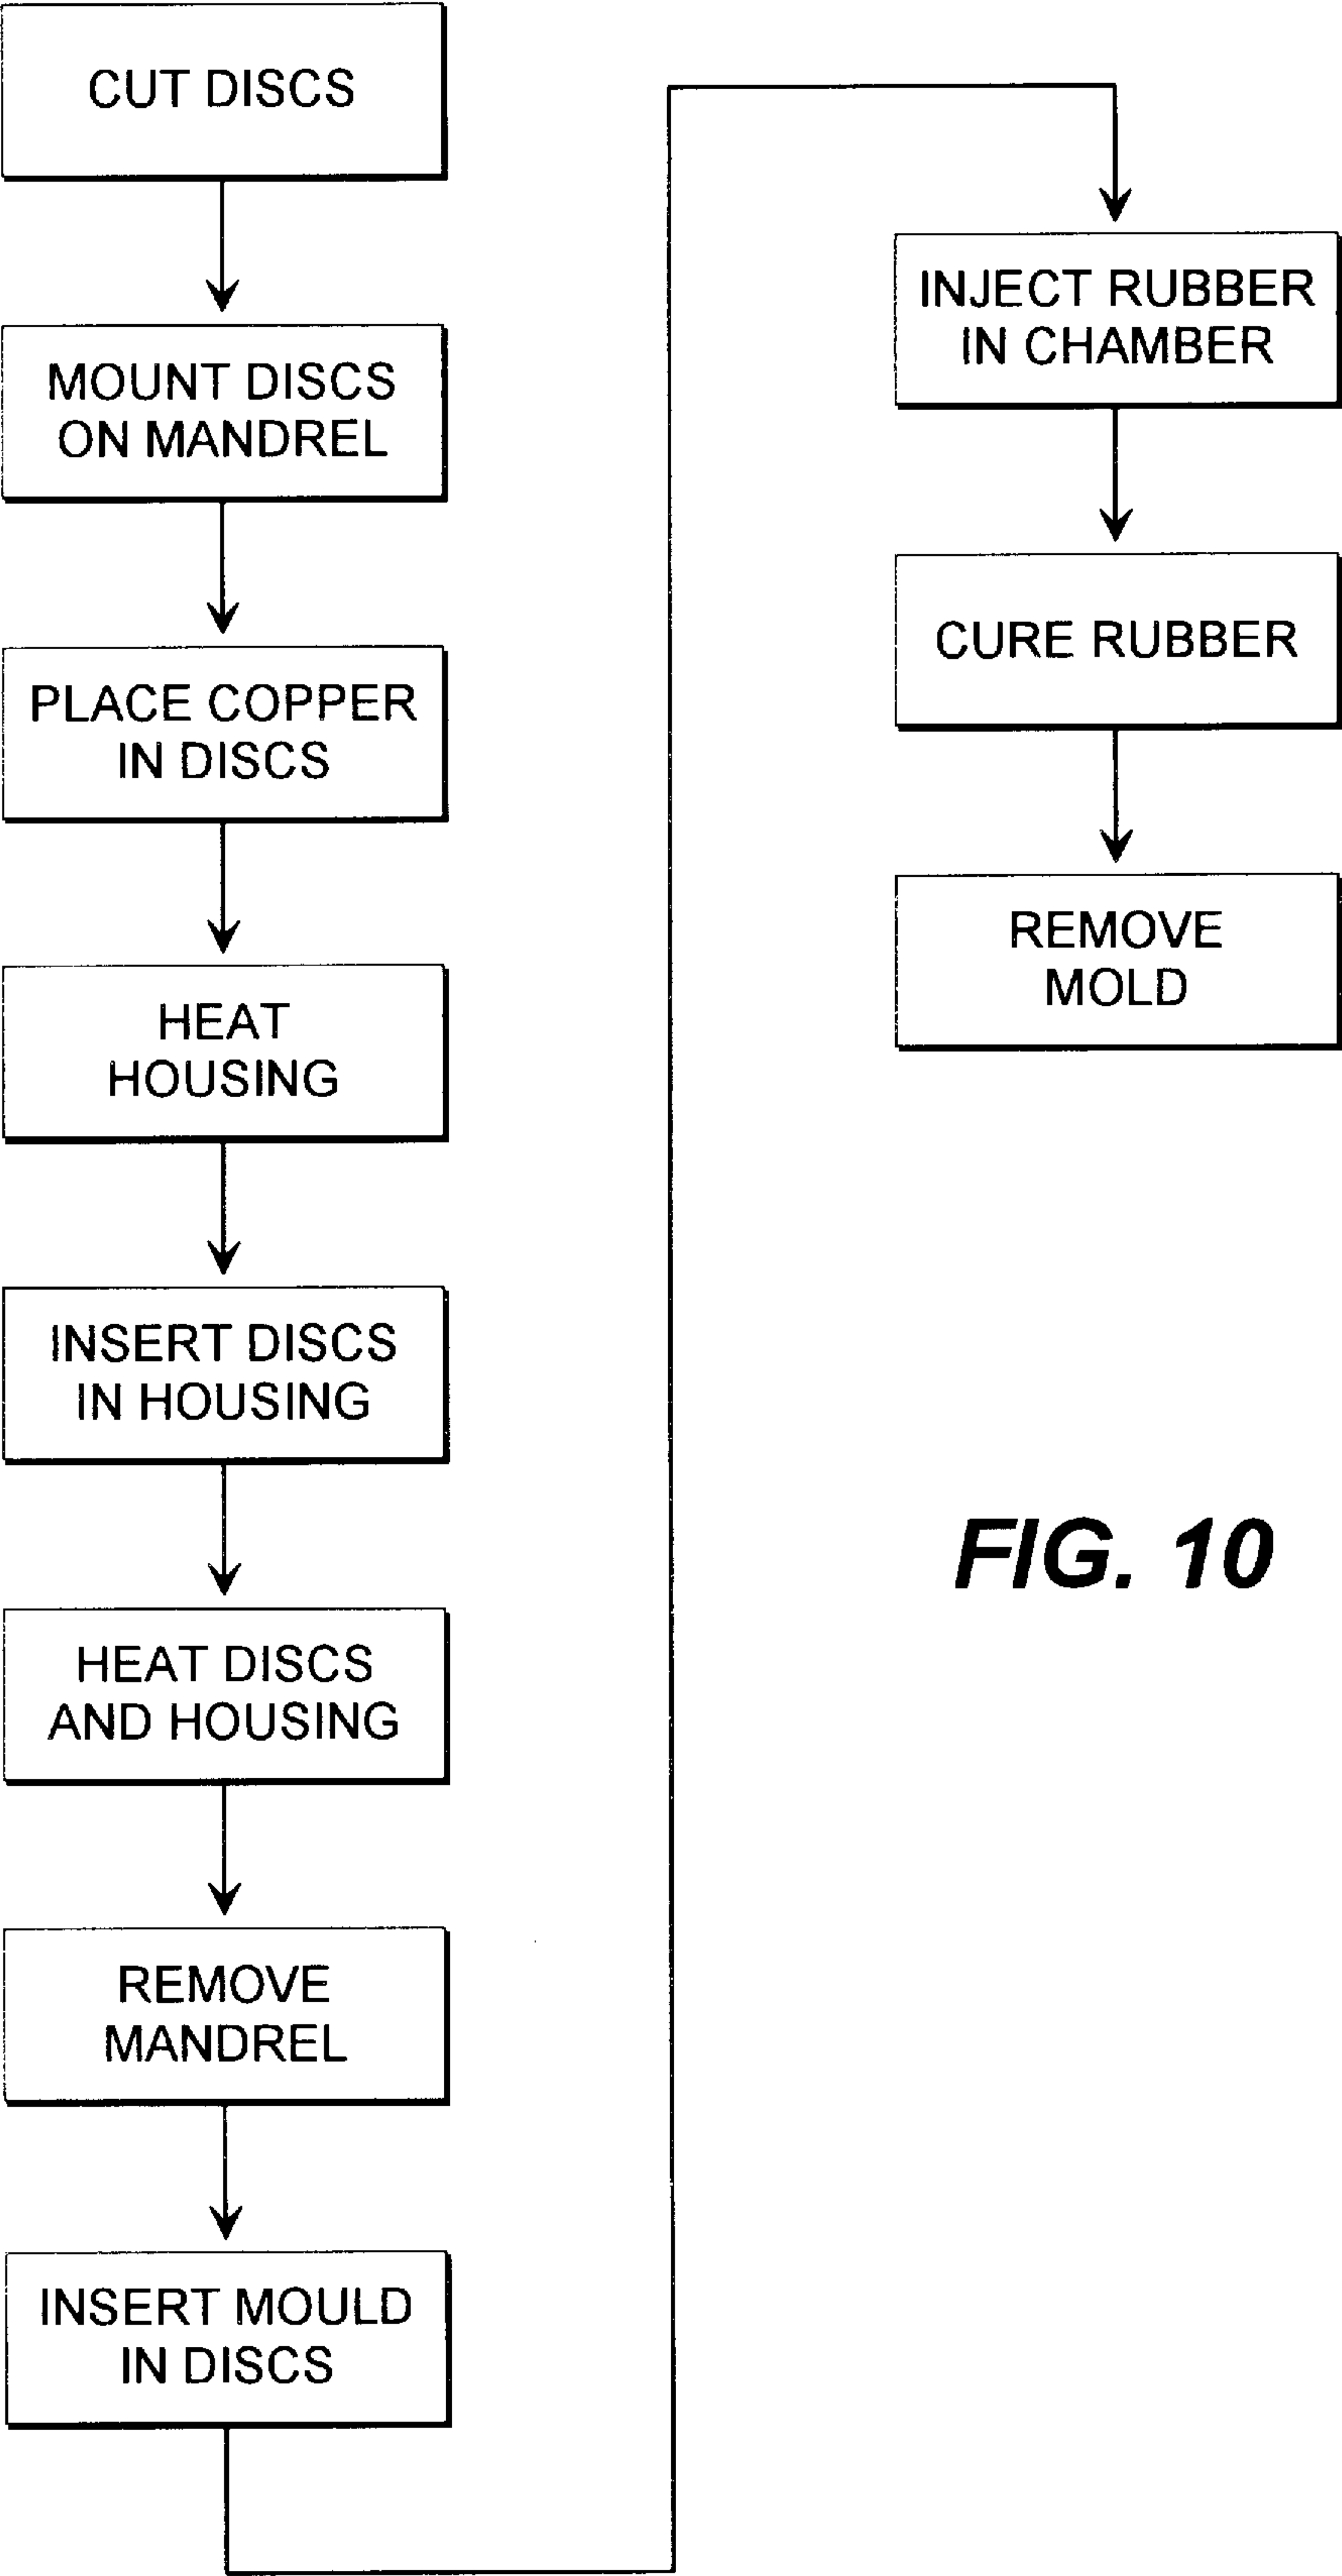 CUT DISCS
MOUNT DISCS
ON MANDREL
PLACE COPPER
IN DISCS
HEAT
HOUSING
INSERT DISCS
IN HOUSING
HEAT DISCS
AND HOUSING
REMOVE
MANDREL
INSERT MOULD
IN DISCS
INJECT RUBBER
IN CHAMBER
CURE RUBBER
REMOVE
MOLD
FIG. 10